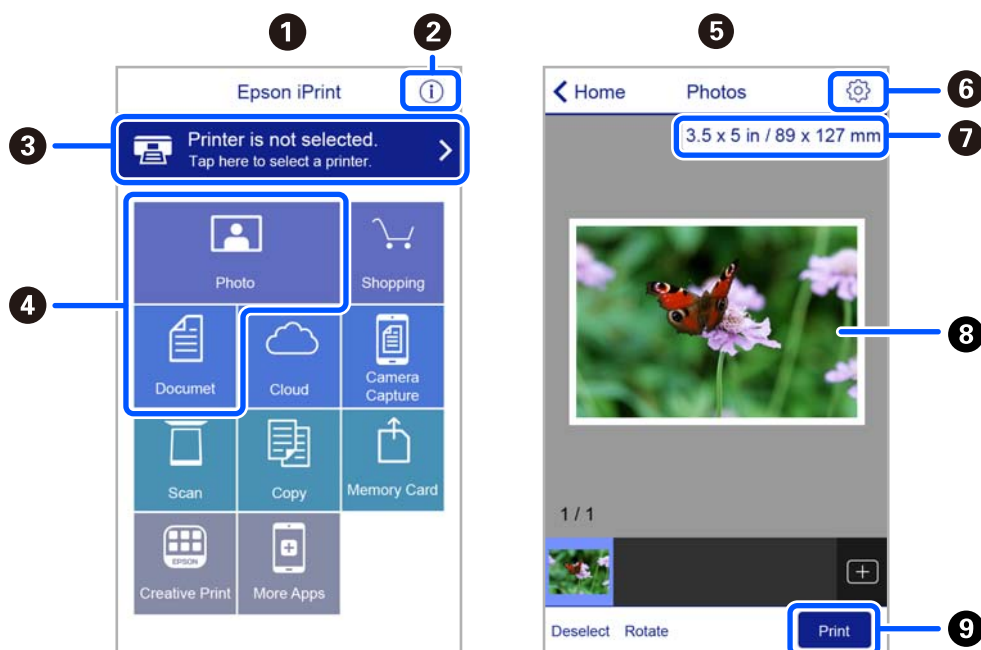 1
2
Epson iPrint
i
3
Printer is not selected.
Tap here to select a printer.
4
Photo
Shopping
Documet
Cloud
Camera
Capture
Scan
Copy
Memory Card
EPSON
Creative Print
More Apps
5
Home
Photos
6
3.5 x 5 in / 89 x 127 mm
7
8
1 / 1
Deselect
Rotate
Print
9